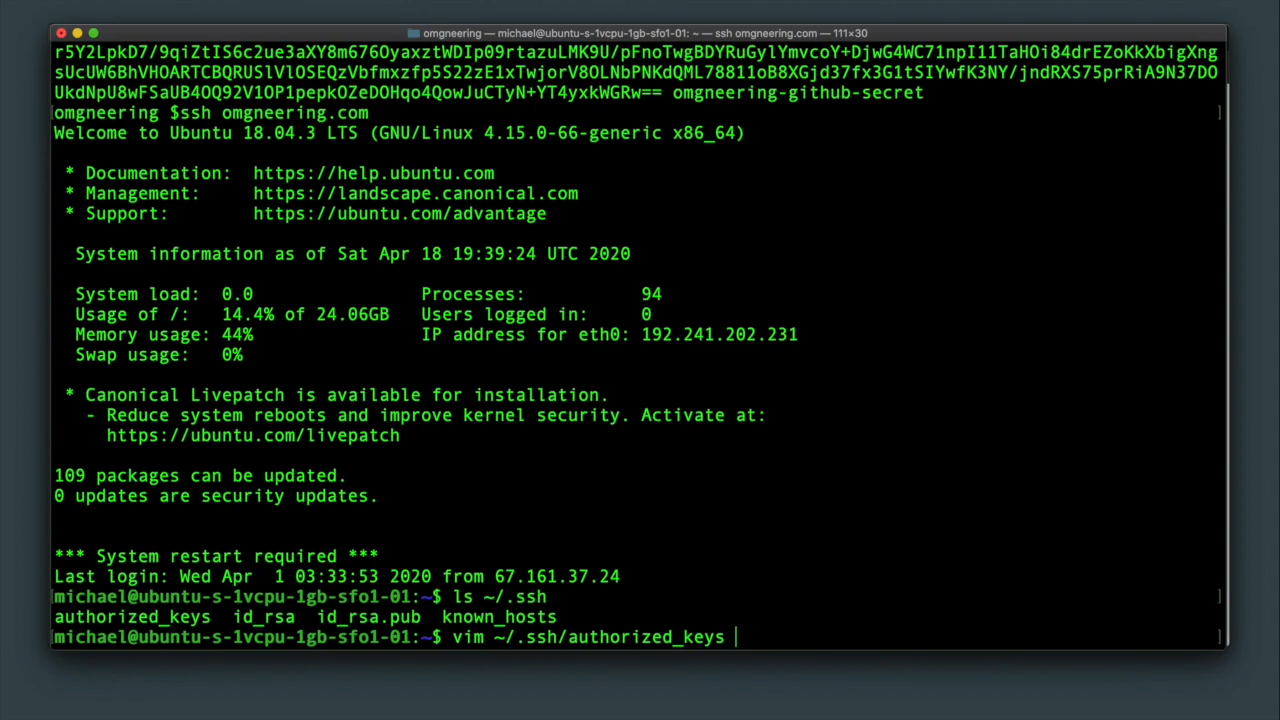 omgneering — michael@ubuntu-s-1vcpu-1gb-sfo1-01: ~ — ssh omgneering.com — 111×30
r5Y2LpkD7/9qiZtIS6c2ue3aXY8m676OyaxztWDIp09rtazuLMK9U/pFnoTwgBDYRuGylYmvcoY+DjwG4WC71npI11TaHOi84drEZoKkXbigXng
sUcUW6BhVHOARTCBQRUSlVlOSEQzVbfmxzfp5S22zE1xTwjorV8OLNbPNKdQML78811oB8XGjd37fx3G1tSIYwfK3NY/jndRXS75prRiA9N37DO
UkdNpU8wFSaUB4OQ92V1OP1pepkOZeDOHqo4QowJuCTyN+YT4yxkWGRw== omgneering-github-secret
omgneering $ssh omgneering.com
Welcome to Ubuntu 18.04.3 LTS (GNU/Linux 4.15.0-66-generic x86_64)
* Documentation: https://help.ubuntu.com
* Management: https://landscape.canonical.com
* Support: https://ubuntu.com/advantage
System information as of Sat Apr 18 19:39:24 UTC 2020
System load: 0.0 Processes: 94
Usage of /: 14.4% of 24.06GB Users logged in: 0
Memory usage: 44% IP address for eth0: 192.241.202.231
Swap usage: 0%
* Canonical Livepatch is available for installation.
- Reduce system reboots and improve kernel security. Activate at:
https://ubuntu.com/livepatch
109 packages can be updated.
0 updates are security updates.
*** System restart required ***
Last login: Wed Apr 1 03:33:53 2020 from 67.161.37.24
michael@ubuntu-s-1vcpu-1gb-sfo1-01:~$ ls ~/.ssh
authorized_keys id_rsa id_rsa.pub known_hosts
michael@ubuntu-s-1vcpu-1gb-sfo1-01:~$ vim ~/.ssh/authorized_keys